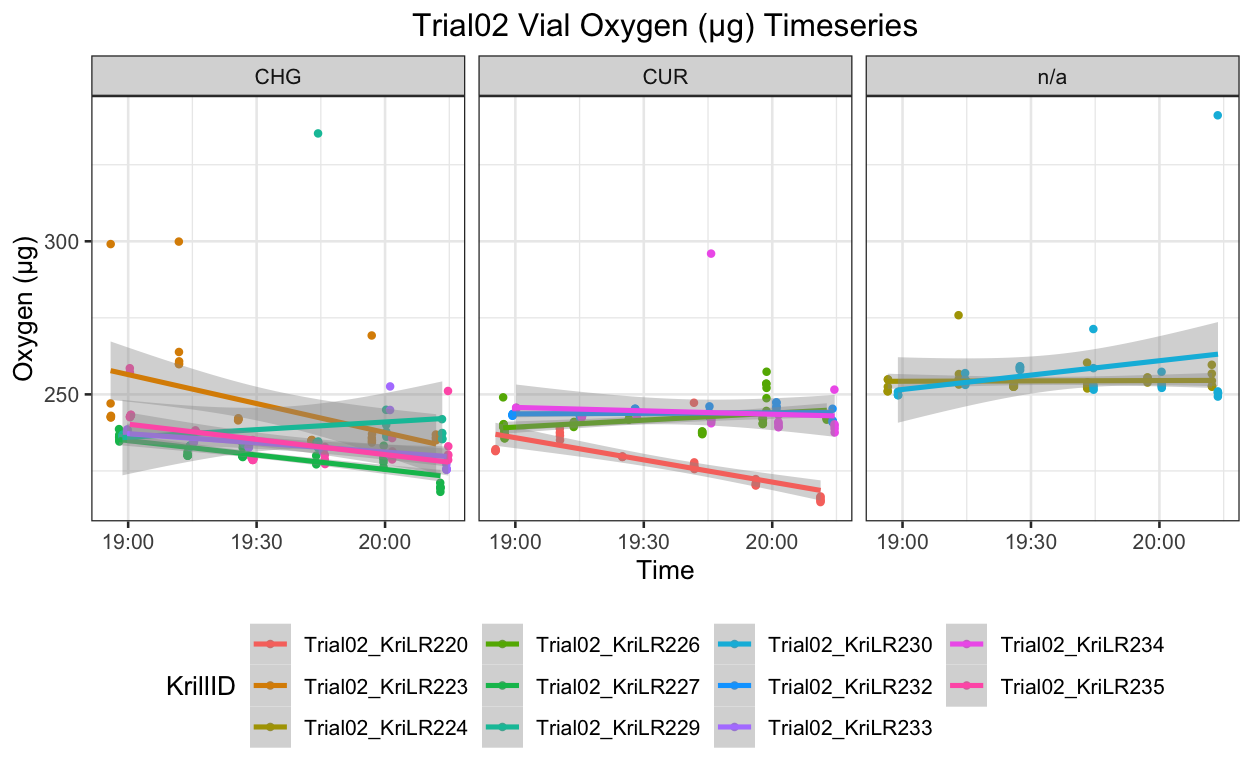 Trial02 Vial Oxygen (µg) Timeseries
CHG CUR n/a
Oxygen (µg)
300
250
19:00 19:30 20:00 19:00 19:30 20:00 19:00 19:30 20:00
Time
KrillID
Trial02_KriLR220 Trial02_KriLR226 Trial02_KriLR230 Trial02_KriLR234
Trial02_KriLR223 Trial02_KriLR227 Trial02_KriLR232 Trial02_KriLR235
Trial02_KriLR224 Trial02_KriLR229 Trial02_KriLR233